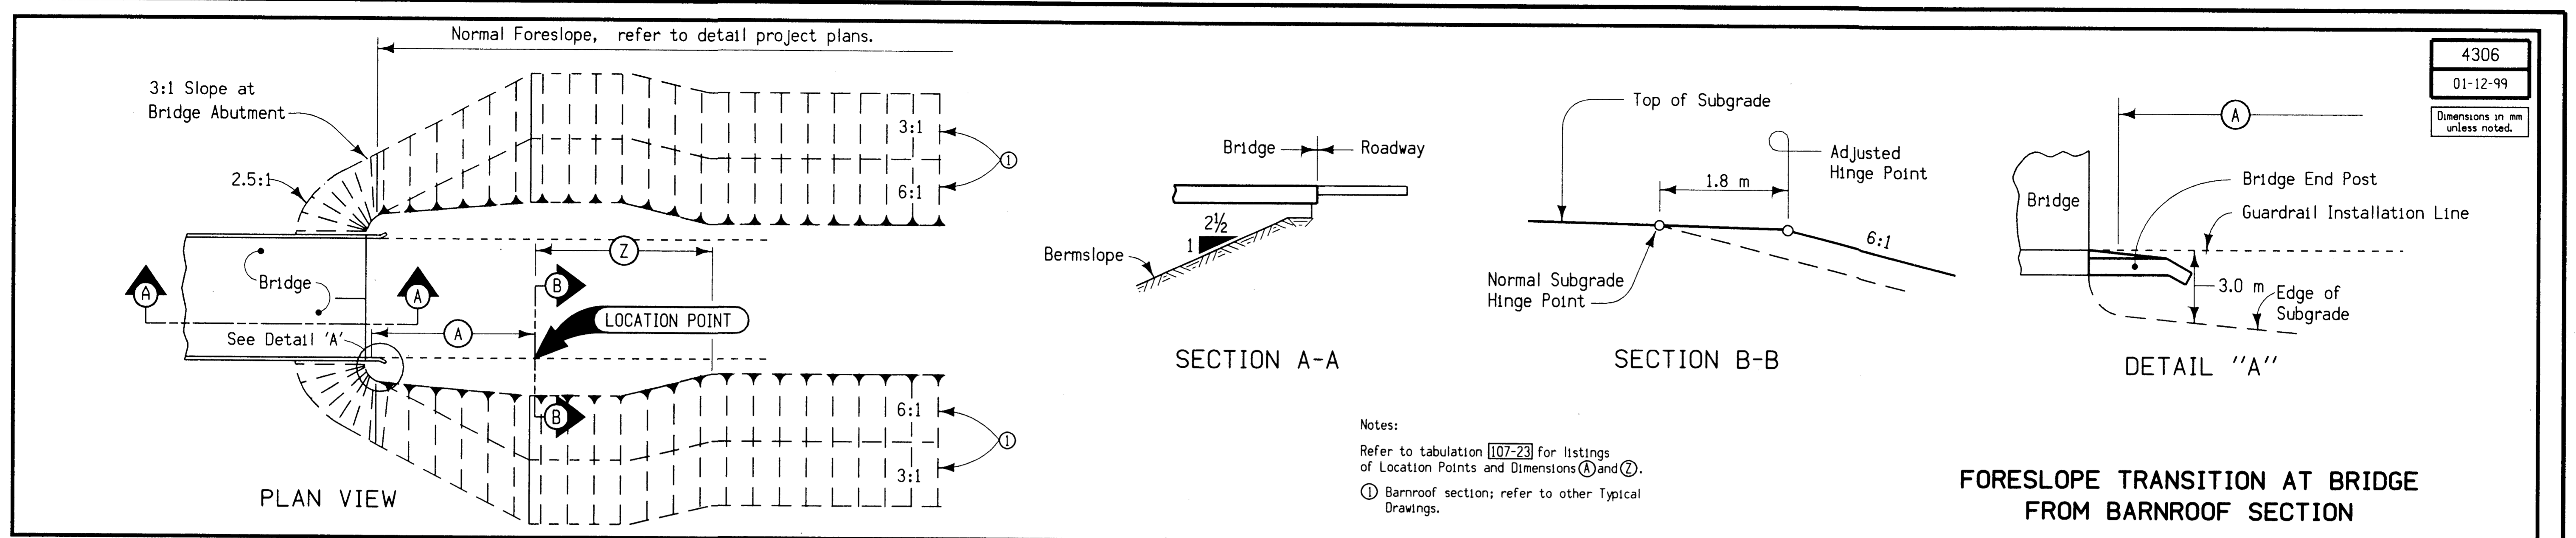 Normal Foreslope, refer to detail project plans.
3:1 Slope at
Bridge Abutment
2.5:1
3:1
6:1
1
Bridge
A
A
See Detail 'A'
A
Z
B
LOCATION POINT
B
6:1
3:1
1
PLAN VIEW
Bridge
Roadway
2½
1
Bermslope
SECTION A-A
Top of Subgrade
Adjusted
Hinge Point
1.8 m
6:1
Normal Subgrade
Hinge Point
SECTION B-B
4306
01-12-99
Dimensions in mm
unless noted.
A
Bridge
Bridge End Post
Guardrail Installation Line
3.0 m
Edge of
Subgrade
DETAIL "A"
Notes:
Refer to tabulation 107-23 for listings
of Location Points and Dimensions A and Z.
1 Barnroof section; refer to other Typical
Drawings.
FORESLOPE TRANSITION AT BRIDGE
FROM BARNROOF SECTION